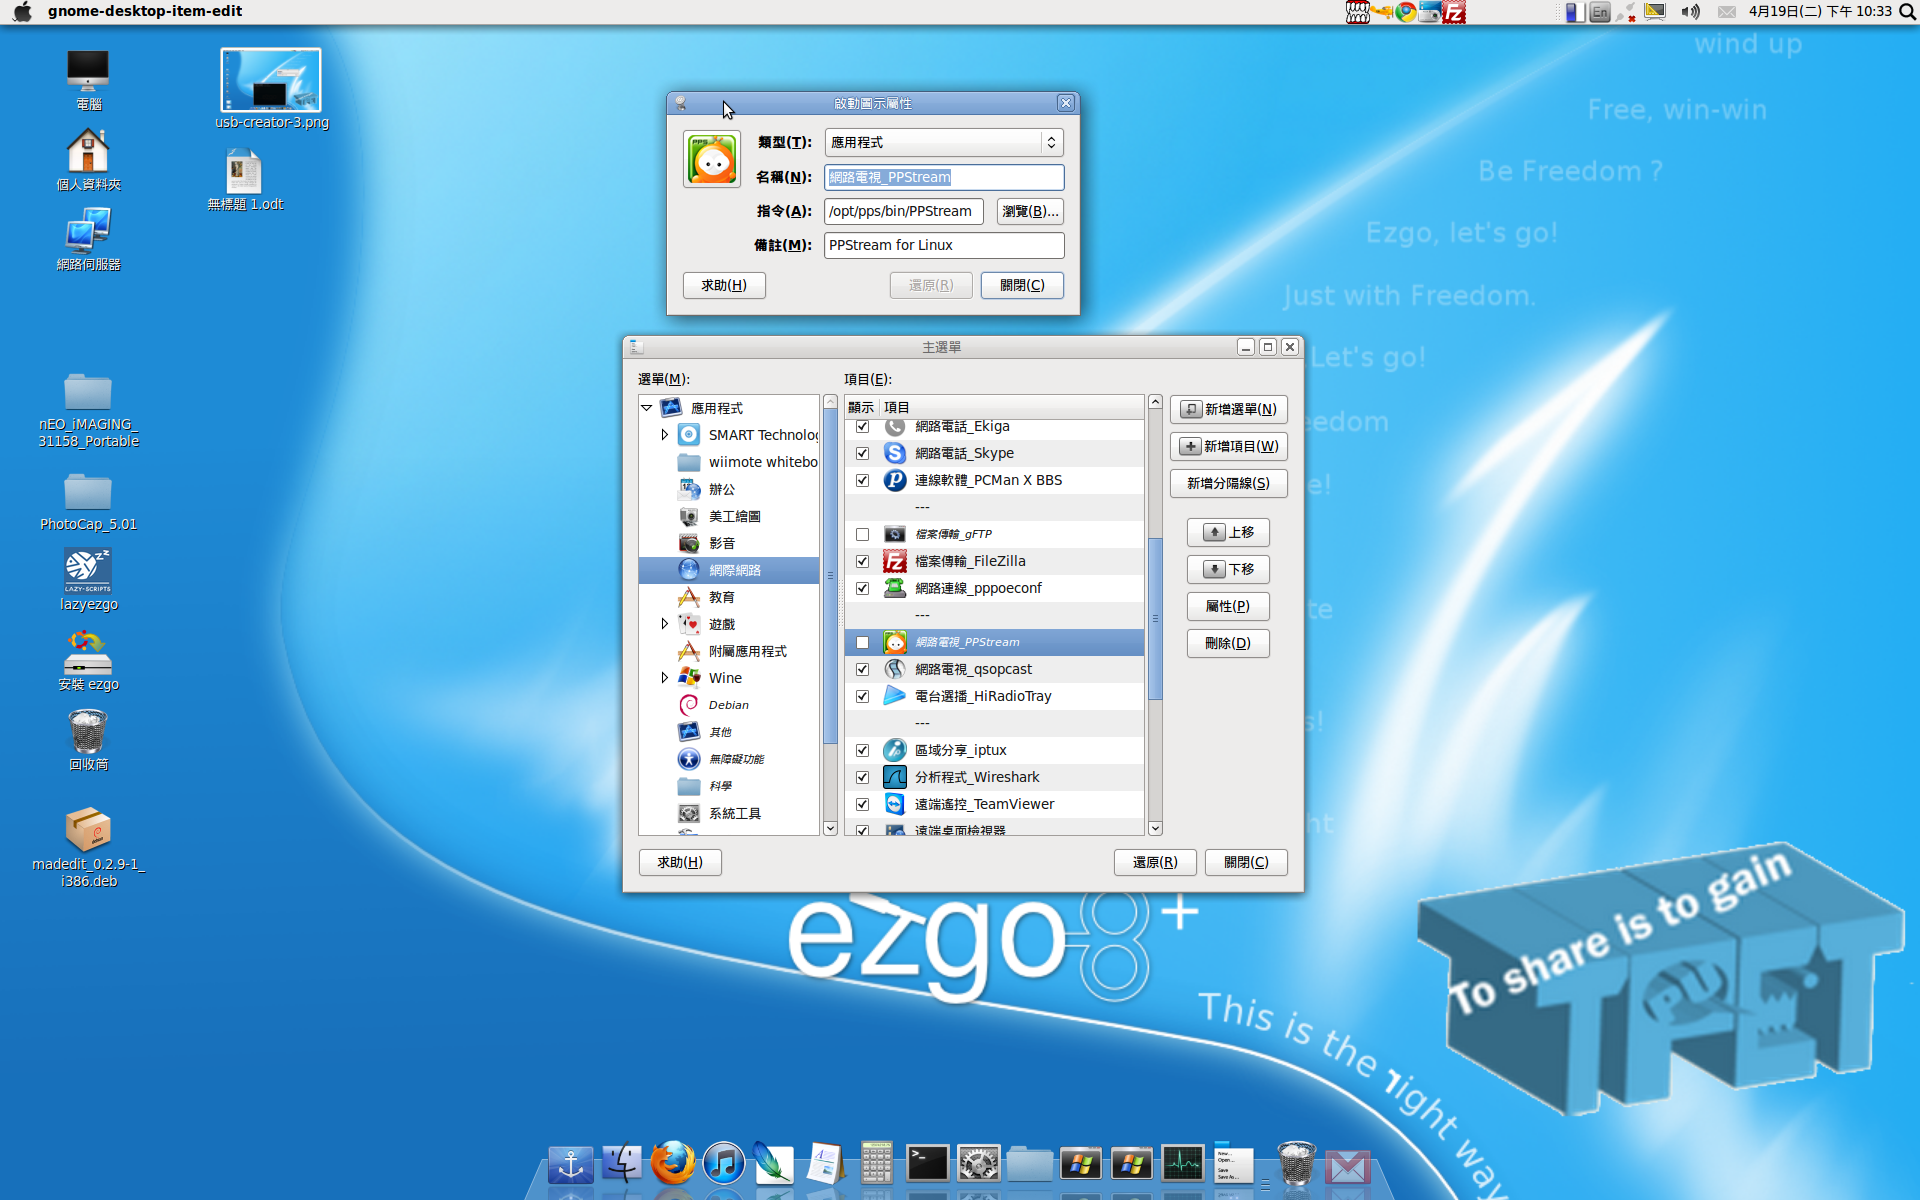 gnome-desktop-item-edit
En
4月19日(二) 下午 10:33
電腦
個人資料夾
網路伺服器
usb-creator-3.png
無標題 1.odt
nEO_iMAGING_
31158_Portable
PhotoCap_5.01
LAZY-SCRIPTS
lazyezgo
安裝 ezgo
回收筒
madedit_0.2.9-1_
i386.deb
wind up
Free, win-win
Be Freedom ?
Ezgo, let's go!
Just with Freedom.
Let's go!
啟動圖示屬性
PPS
類型(T):
應用程式
名稱(N):
網路電視_PPStream
指令(A):
/opt/pps/bin/PPStream
瀏覽(B)...
備註(M):
PPStream for Linux
求助(H)
還原(R)
關閉(C)
主選單
選單(M):
應用程式
SMART Technolog
wiimote whitebo
辦公
美工繪圖
影音
網際網路
教育
遊戲
附屬應用程式
Wine
Debian
其他
無障礙功能
科學
系統工具
項目(E):
顯示 項目
網路電話_Ekiga
網路電話_Skype
連線軟體_PCMan X BBS
---
檔案傳輸_gFTP
檔案傳輸_FileZilla
網路連線_pppoeconf
---
網路電視_PPStream
網路電視_qsopcast
電台選播_HiRadioTray
---
區域分享_iptux
分析程式_Wireshark
遠端遙控_TeamViewer
遠端桌面檢視器
新增選單(N)
新增項目(W)
新增分隔線(S)
上移
下移
屬性(P)
刪除(D)
求助(H)
還原(R)
關閉(C)
ezgo8+
To share is to gain
This is the right way